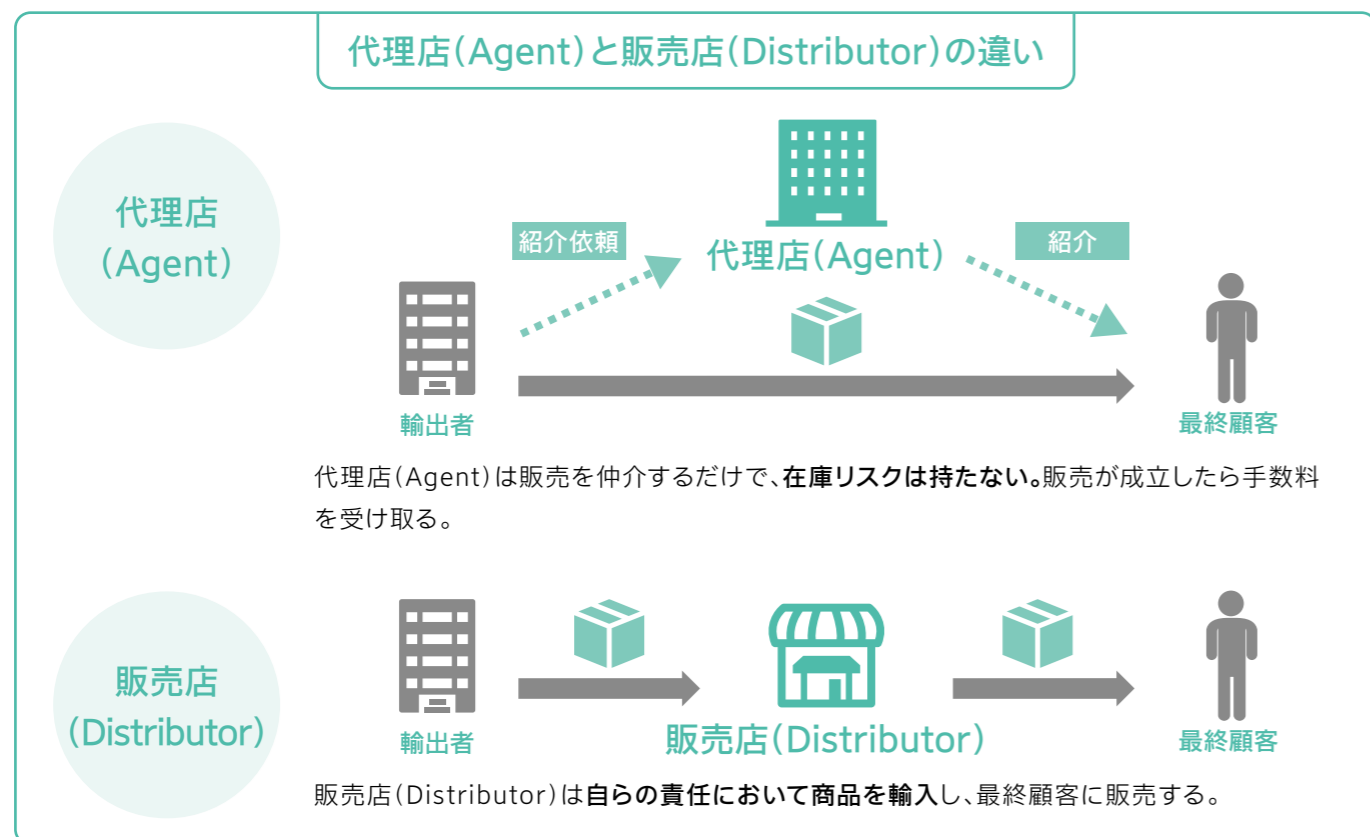 代理店(Agent)と販売店(Distributor)の違い
代理店
(Agent)
紹介依頼
代理店(Agent)
紹介
輸出者
最終顧客
代理店(Agent)は販売を仲介するだけで、在庫リスクは持たない。販売が成立したら手数料
を受け取る。
販売店
(Distributor)
輸出者
販売店(Distributor)
最終顧客
販売店(Distributor)は自らの責任において商品を輸入し、最終顧客に販売する。